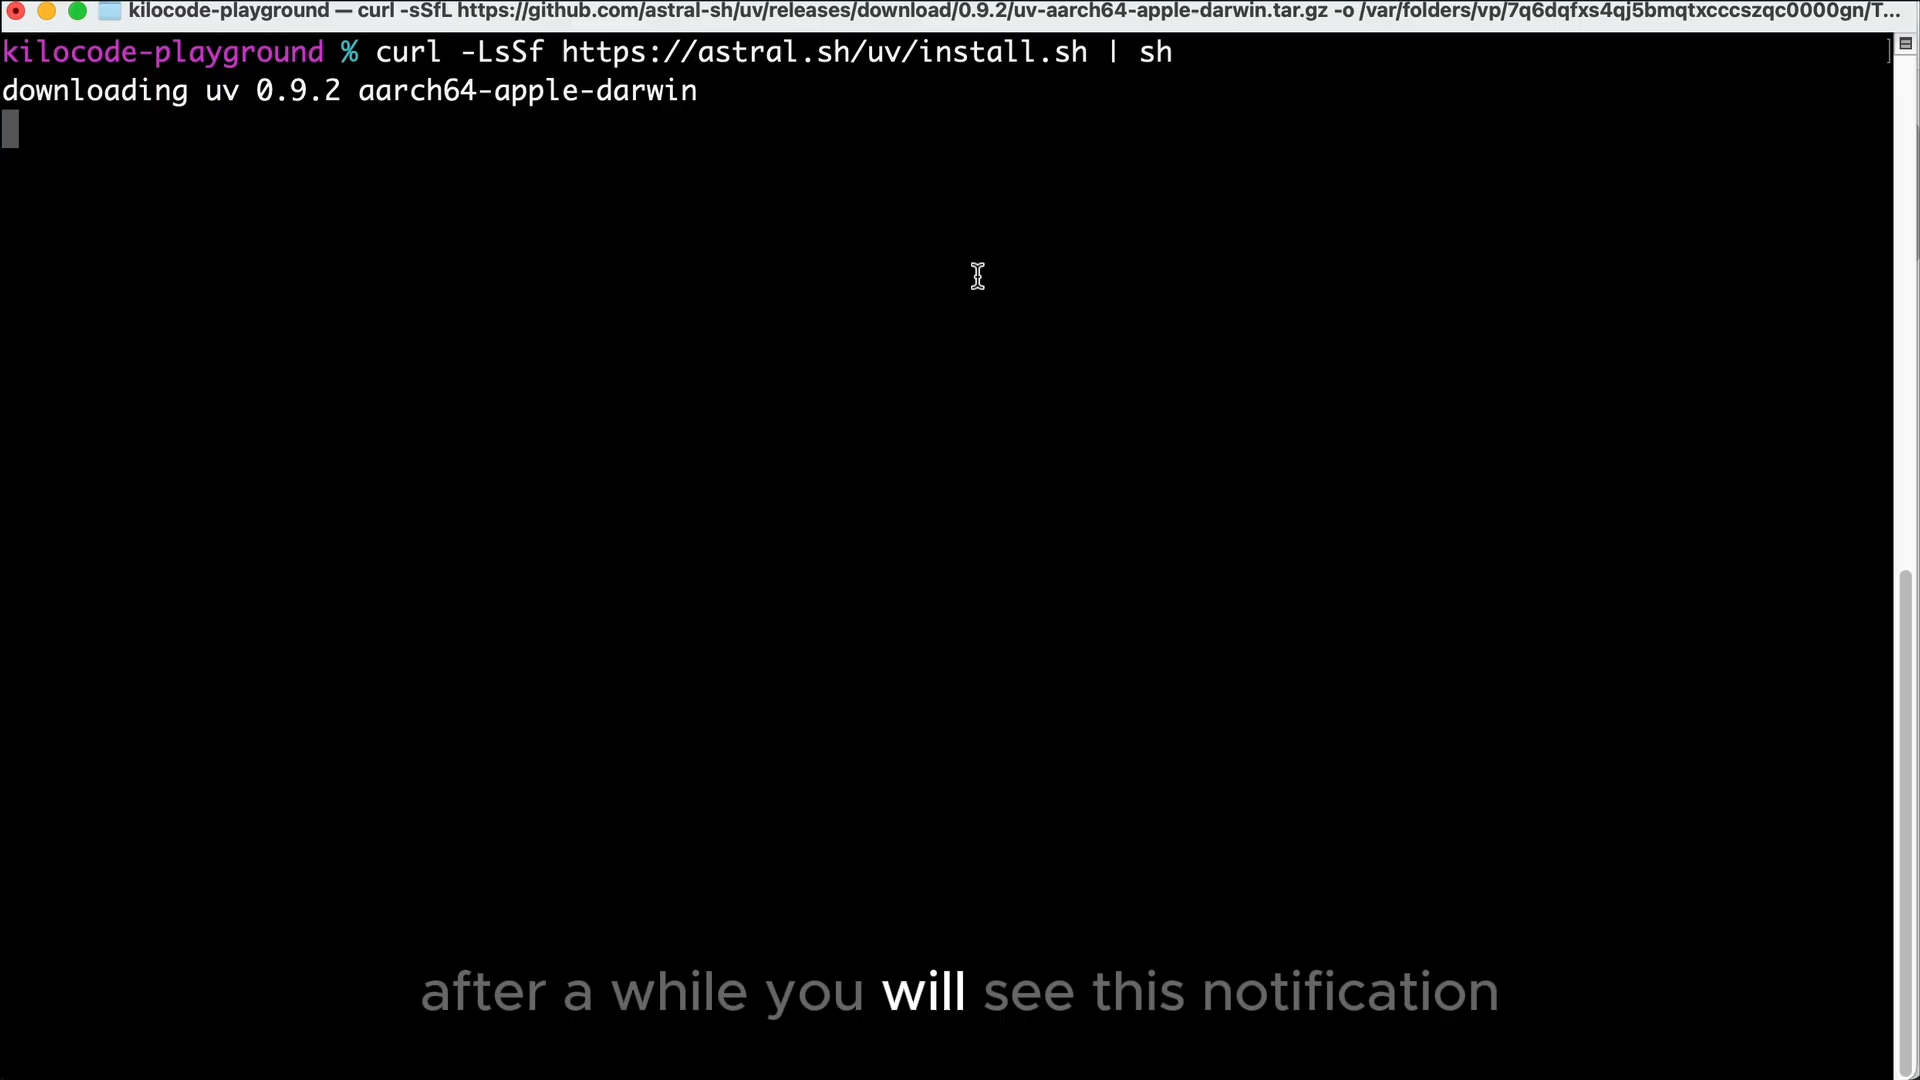 kilocode-playground — curl -sSfL https://github.com/astral-sh/uv/releases/download/0.9.2/uv-aarch64-apple-darwin.tar.gz -o /var/folders/vp/7q6dqfxs4qj5bmqtxcccszqc0000gn/T...
kilocode-playground % curl -LsSf https://astral.sh/uv/install.sh | sh
downloading uv 0.9.2 aarch64-apple-darwin
after a while you will see this notification